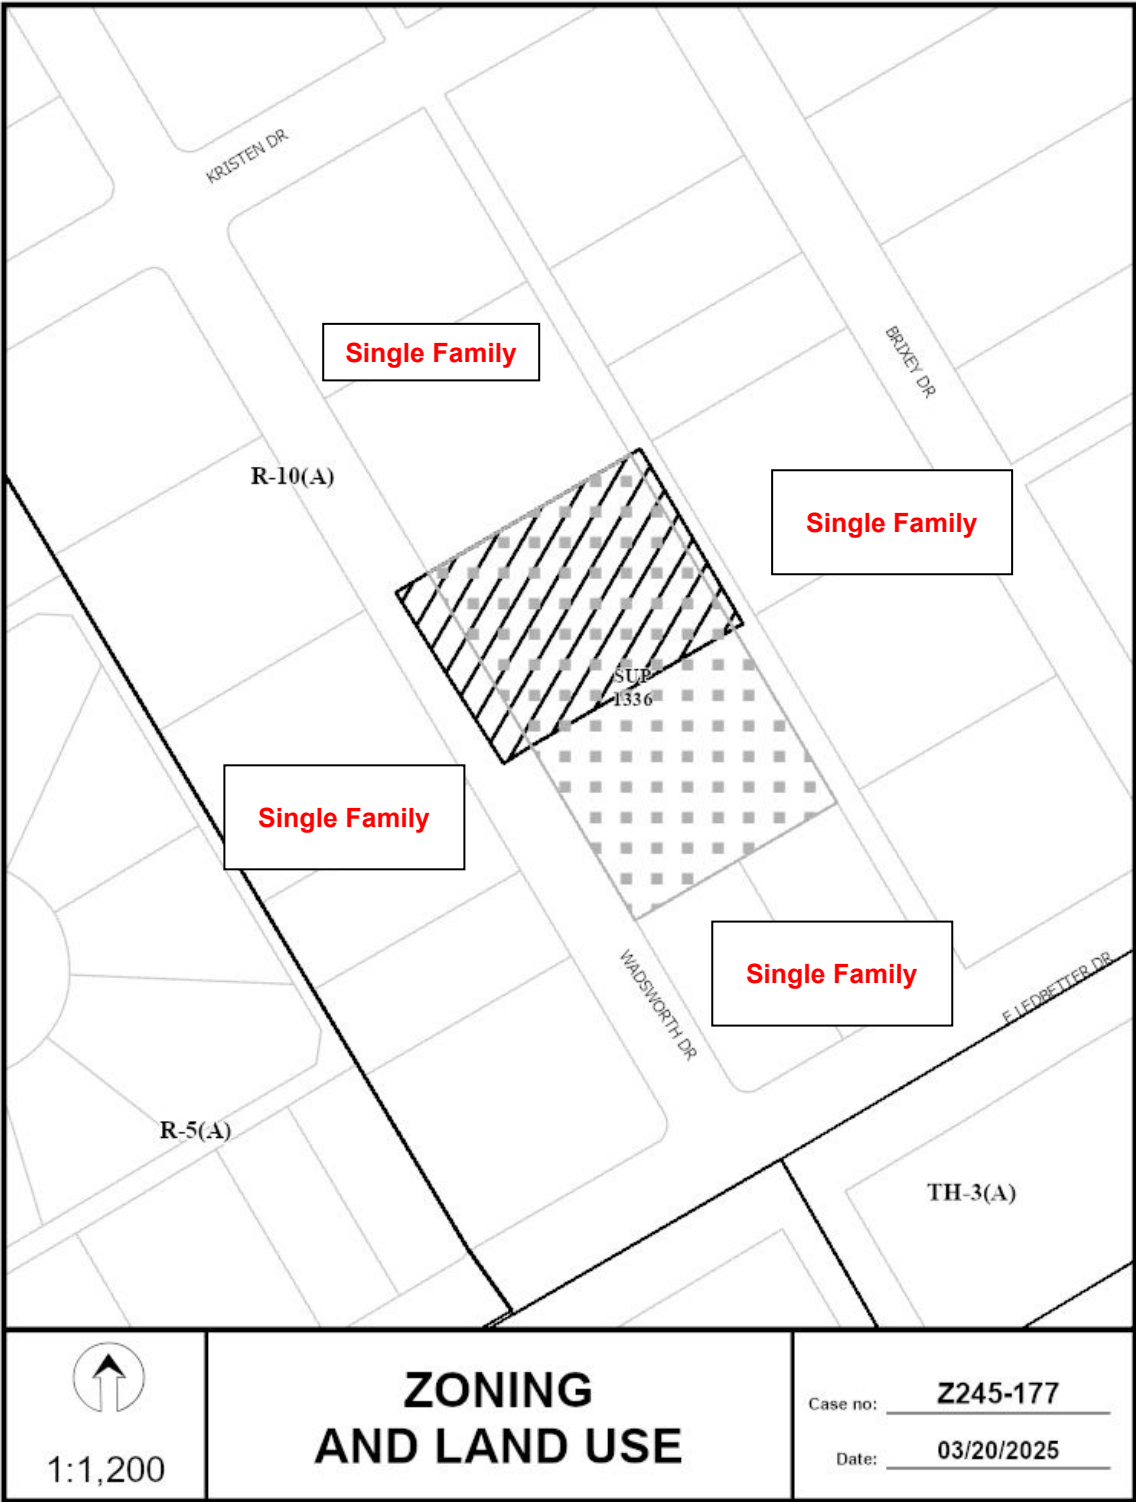 KRISTEN DR
Single Family
BRIXEY DR
R-10(A)
Single Family
SUP
1336
Single Family
WADSWORTH DR
Single Family
E LEDBETTER DR
R-5(A)
TH-3(A)
1:1,200
ZONING
AND LAND USE
Case no: Z245-177
Date: 03/20/2025